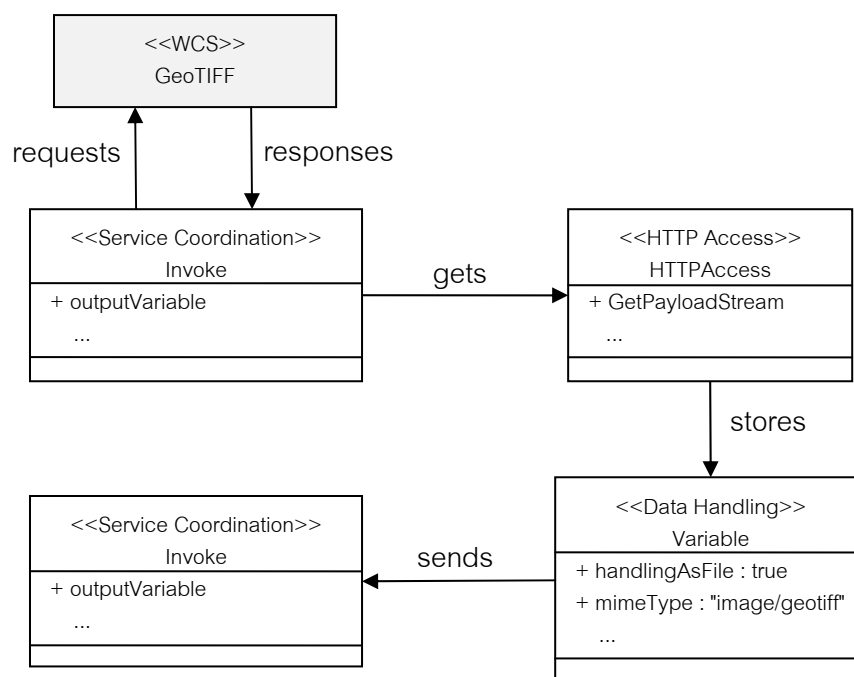 <<WCS>>
GeoTIFF
requests
responses
<<Service Coordination>>
Invoke
+ outputVariable
...
gets
<<HTTP Access>>
HTTPAccess
+ GetPayloadStream
...
stores
<<Data Handling>>
Variable
+ handlingAsFile : true
+ mimeType : "image/geotiff"
...
sends
<<Service Coordination>>
Invoke
+ outputVariable
...